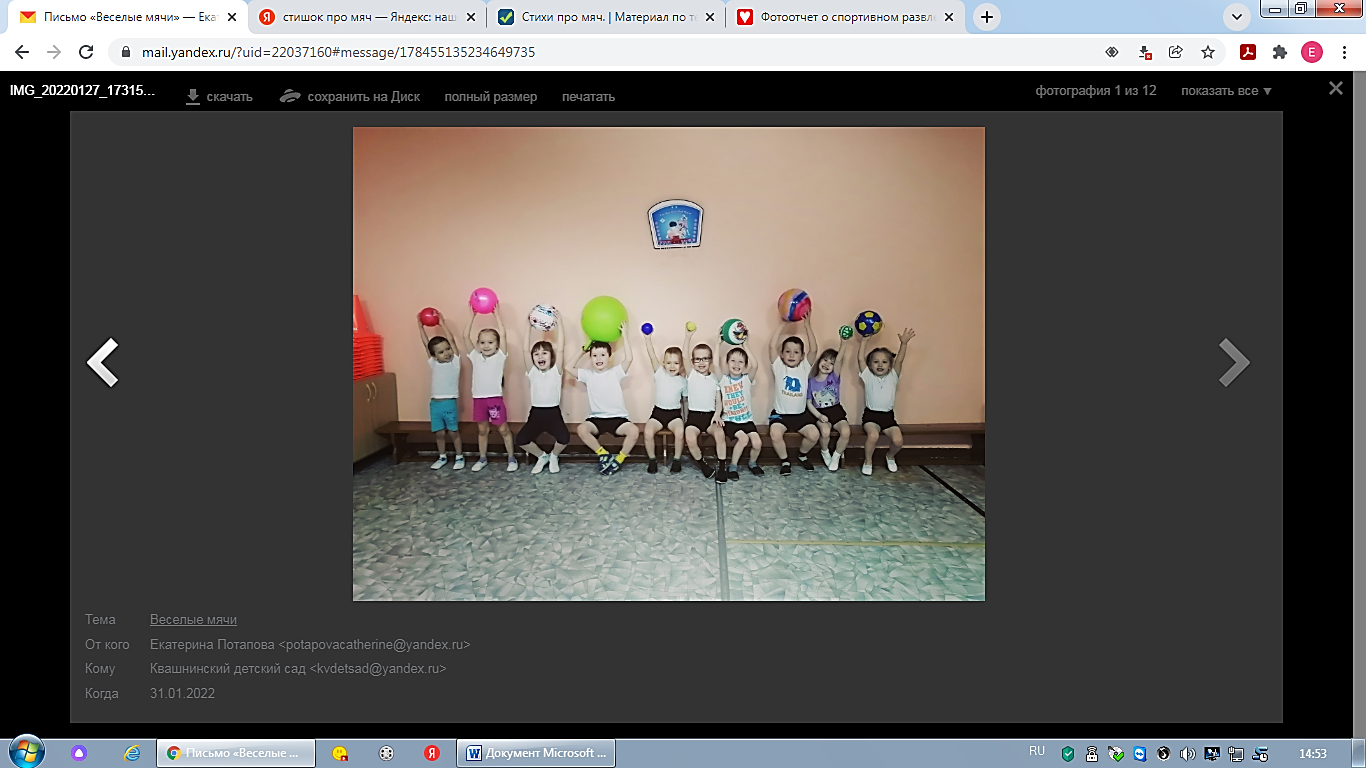 Письмо «Веселые мячи» — Ека
стишок про мяч — Яндекс: наш
Стихи про мяч. | Материал по те
Фотоотчет о спортивном развл
mail.yandex.ru/?uid=22037160#message/178455135234649735
E
IMG_20220127_17315...
скачать
сохранить на Диск
полный размер
печатать
фотография 1 из 12
показать все
THAILAND
Тема Веселые мячи
От кого Екатерина Потапова <potapovacatherine@yandex.ru>
Кому Квашнинский детский сад <kvdetsad@yandex.ru>
Когда 31.01.2022
Письмо «Веселые ...
Документ Microsoft ...
RU
14:53